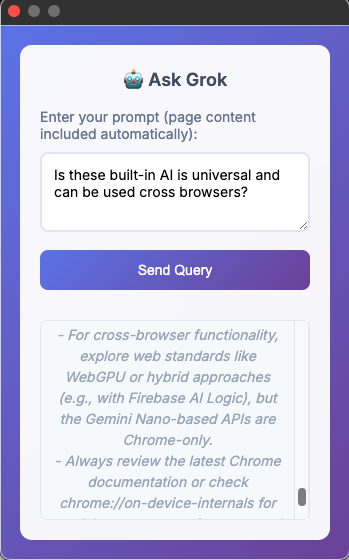 🤖 Ask Grok
Enter your prompt (page content
included automatically):
Is these built-in AI is universal and
can be used cross browsers?
Send Query
- For cross-browser functionality,
explore web standards like
WebGPU or hybrid approaches
(e.g., with Firebase AI Logic), but
the Gemini Nano-based APIs are
Chrome-only.
- Always review the latest Chrome
documentation or check
chrome://on-device-internals for